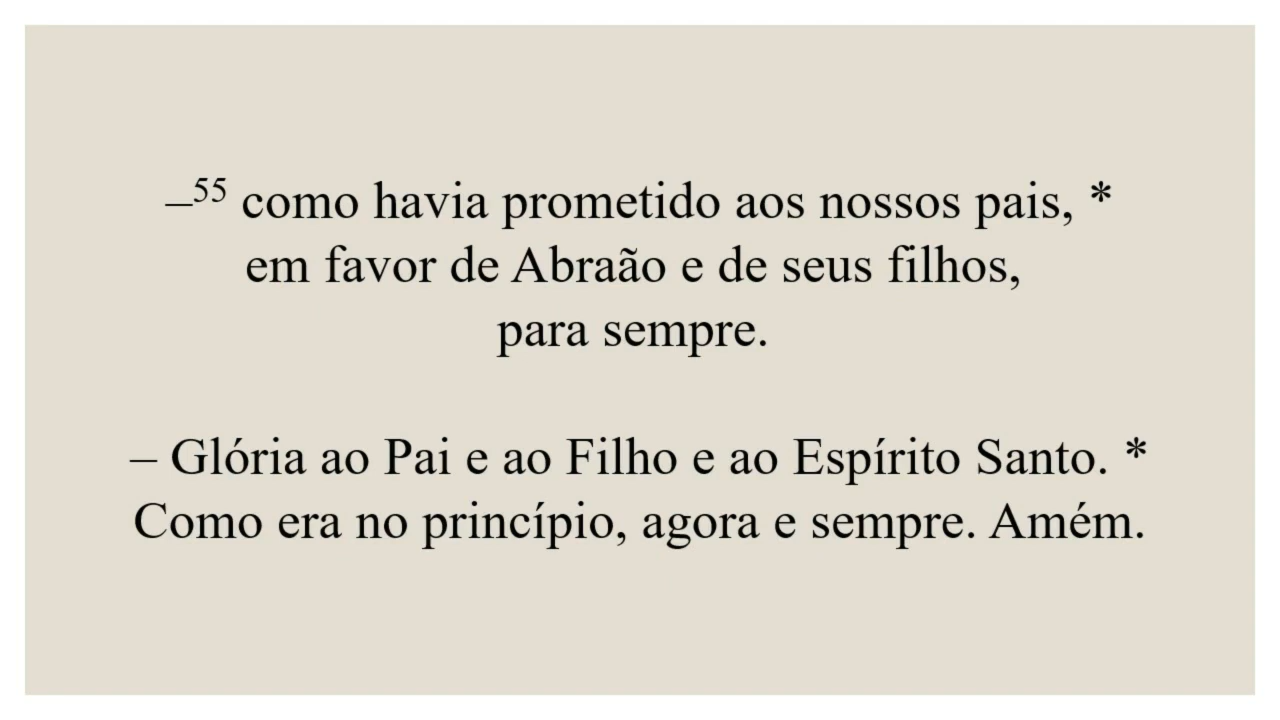 –⁵⁵ como havia prometido aos nossos pais, *
em favor de Abraão e de seus filhos,
para sempre.
– Glória ao Pai e ao Filho e ao Espírito Santo. *
Como era no princípio, agora e sempre. Amém.